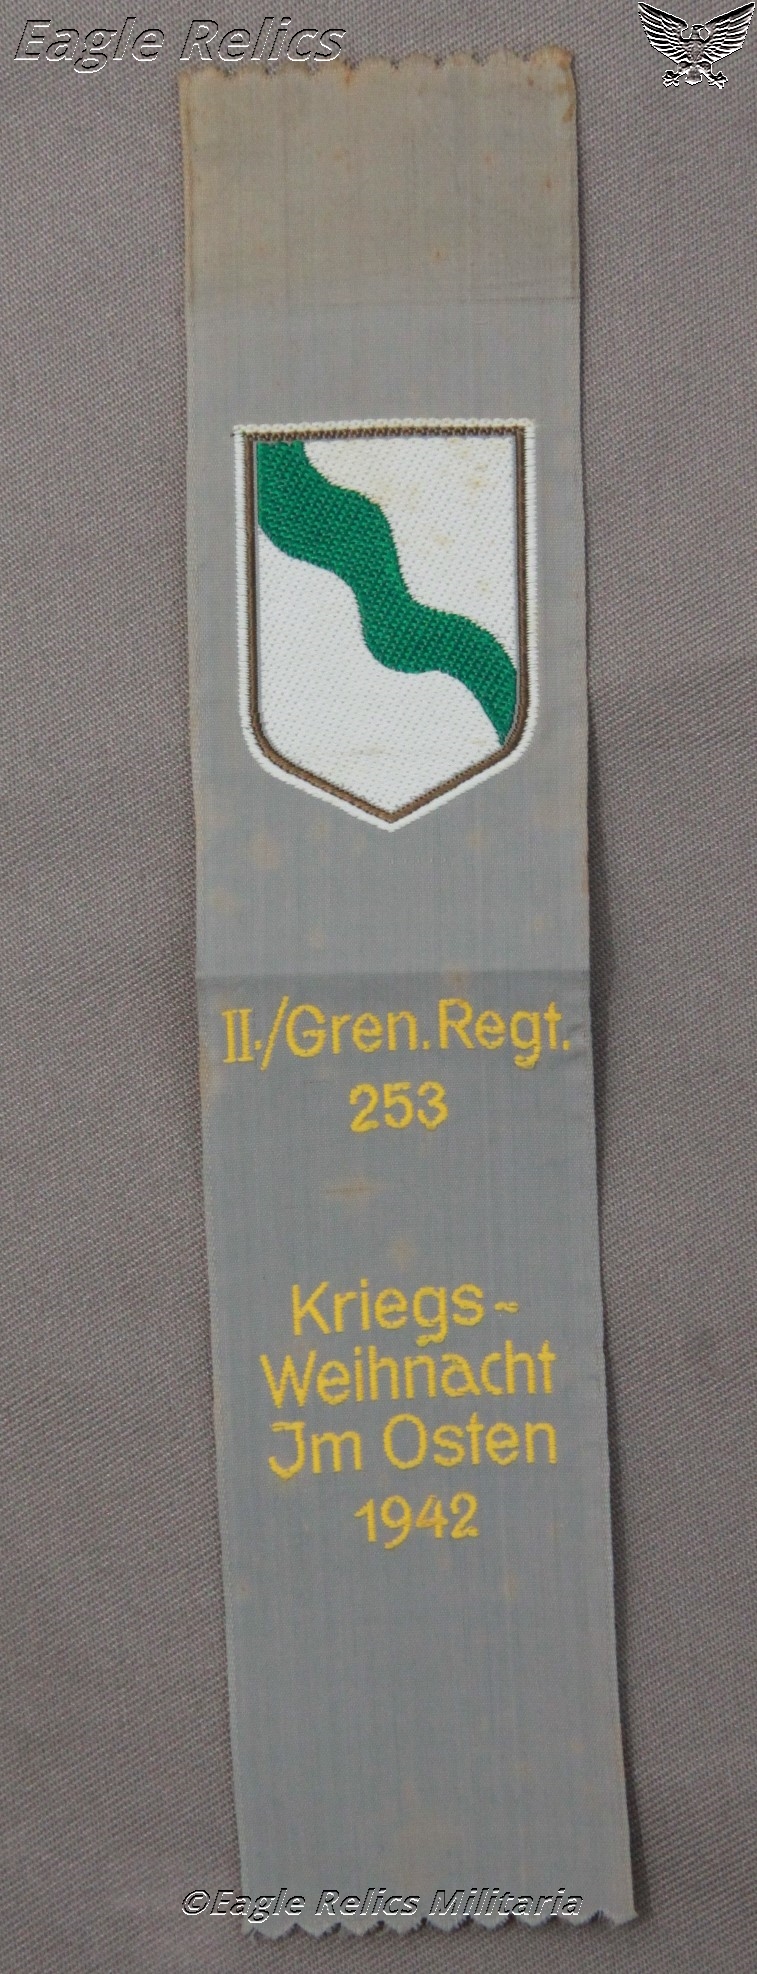 Eagle Relics
II./Gren.Regt.
253
Kriegs~
Weihnacht
Jm Osten
1942
©Eagle Relics Militaria